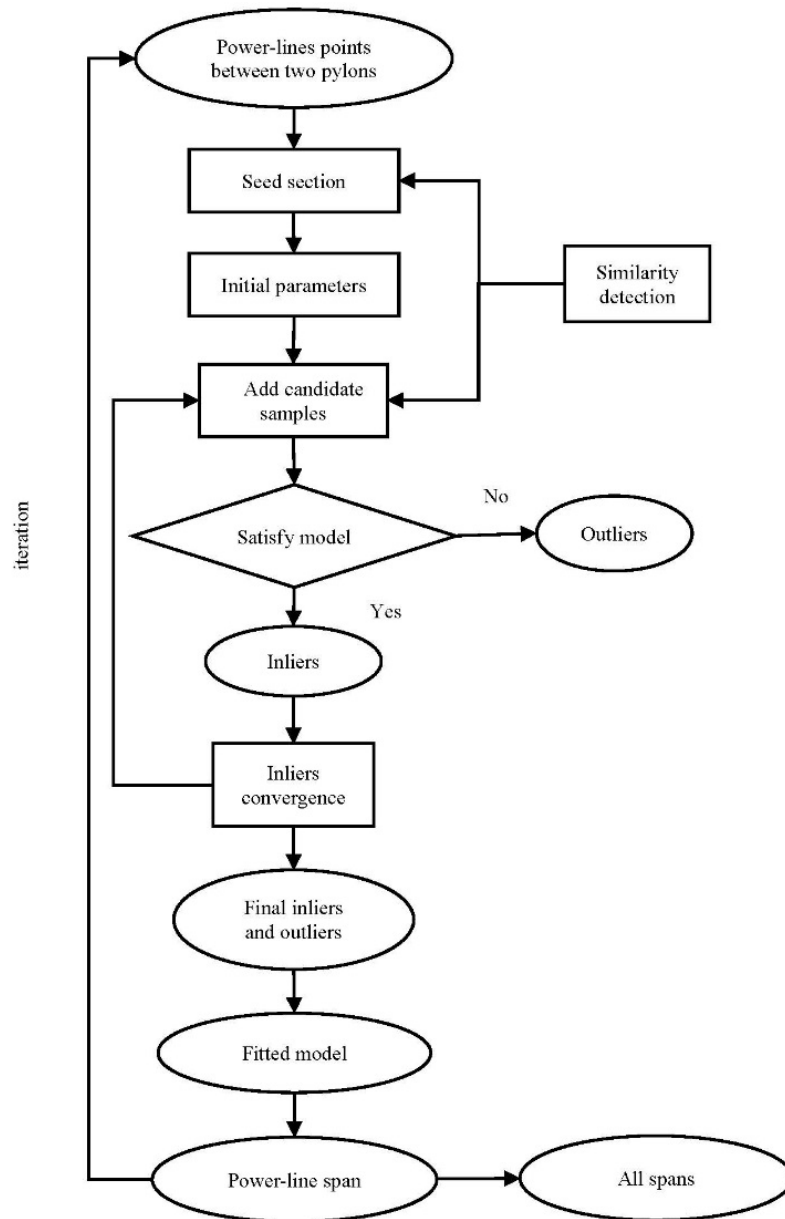 Power-lines points
between two pylons
Seed section
Initial parameters
Similarity
detection
Add candidate
samples
iteration
Satisfy model
No
Outliers
Yes
Inliers
Inliers
convergence
Final inliers
and outliers
Fitted model
Power-line span
All spans